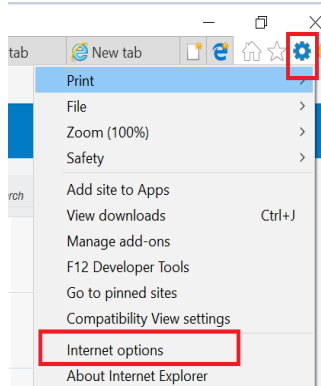 tab
New tab
Print
File
Zoom (100%)
Safety
rch
Add site to Apps
View downloads Ctrl+J
Manage add-ons
F12 Developer Tools
Go to pinned sites
Compatibility View settings
Internet options
About Internet Explorer